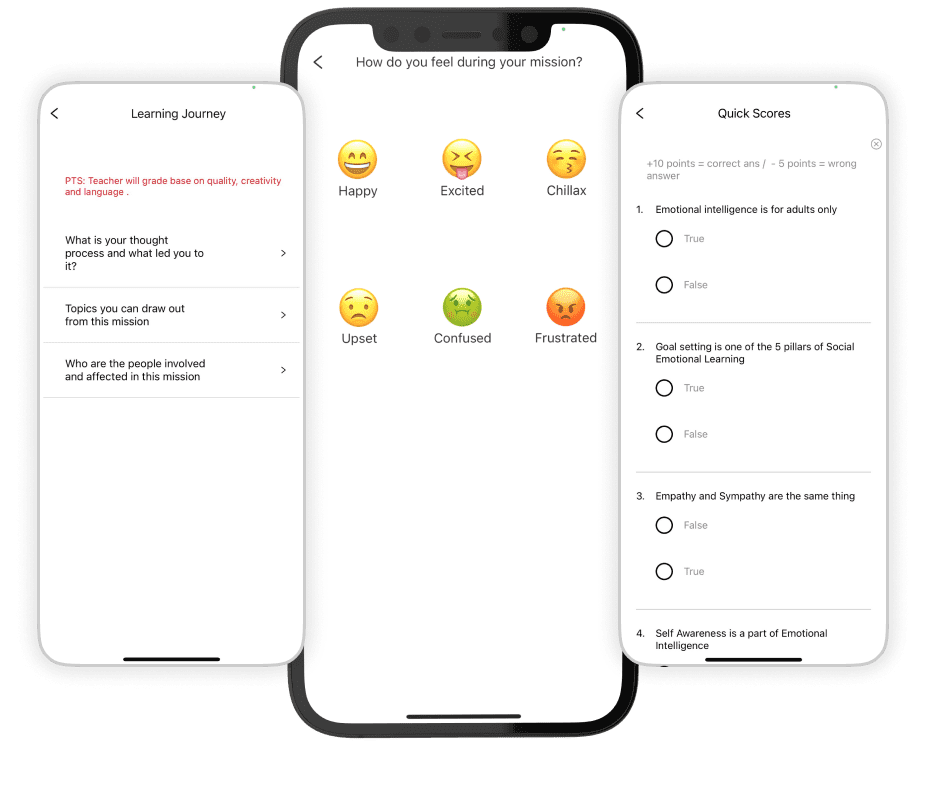 Learning Journey
PTS: Teacher will grade base on quality, creativity
and language .
What is your thought
process and what led you to
it?
Topics you can draw out
from this mission
Who are the people involved
and affected in this mission
How do you feel during your mission?
Happy
Excited
Chillax
Upset
Confused
Frustrated
Quick Scores
+10 points = correct ans / - 5 points = wrong
answer
1. Emotional intelligence is for adults only
True
False
2. Goal setting is one of the 5 pillars of Social
Emotional Learning
True
False
3. Empathy and Sympathy are the same thing
False
True
4. Self Awareness is a part of Emotional
Intelligence